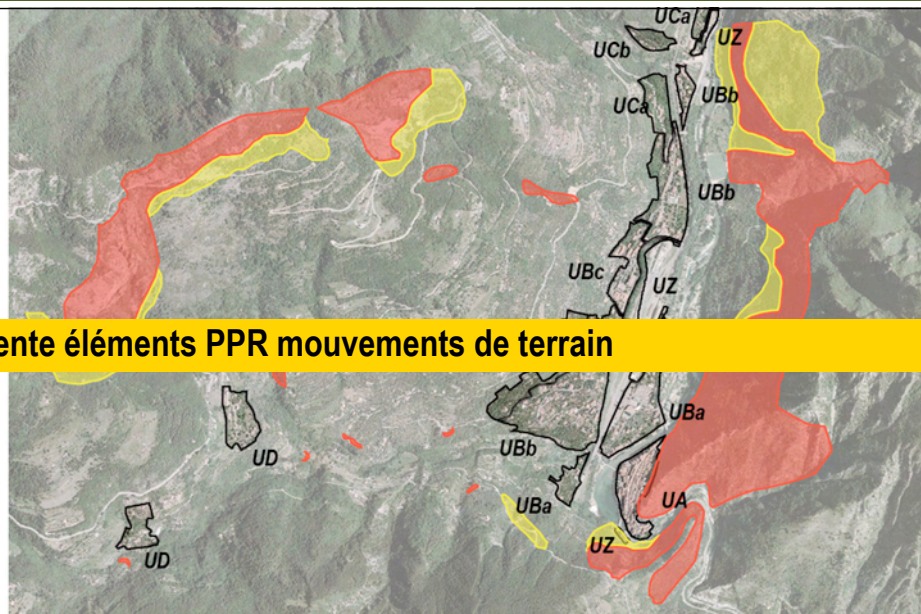 UCa
UCb
UZ
UCa
UBb
UBb
UBc
UZ
ente éléments PPR mouvements de terrain
UBa
UBb
UD
UBa
UA
UZ
UD